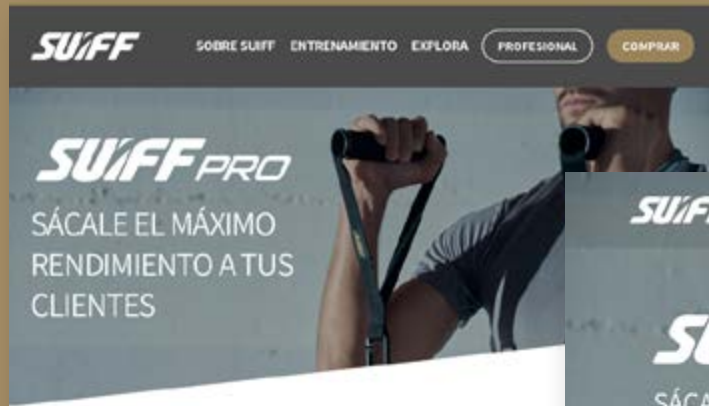 SUIFF
SOBRE SUIFF ENTRENAMIENTO EXPLORA PROFESIONAL COMPRAR
SUIFF PRO
SÁCALE EL MÁXIMO
RENDIMIENTO A TUS
CLIENTES